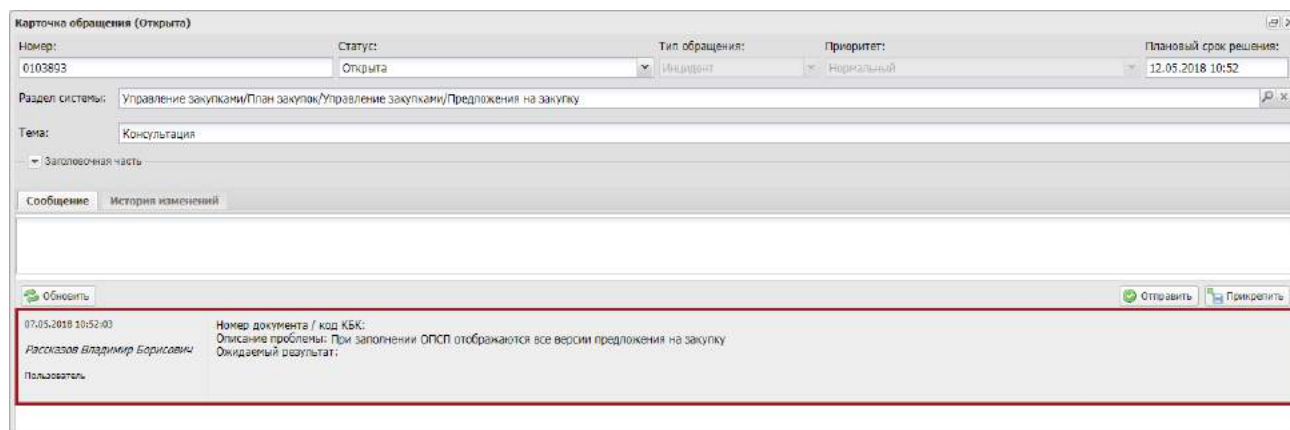 Карточка обращения (Открыта)
Номер: Статус: Тип обращения: Приоритет: Плановый срок решения:
0103893 Открыта Инцидент Нормальный 12.05.2018 10:52
Раздел системы: Управление закупками/План закупок/Управление закупками/Предложения на закупку
Тема: Консультация
Заголовочная часть
Сообщение История изменений
Обновить Отправить Прикрепить
07.05.2018 10:52:03 Номер документа / код КБК:
Описание проблемы: При заполнении ОПСП отображаются все версии предложения на закупку
Рассказов Владимир Борисович Ожидаемый результат:
Пользователь